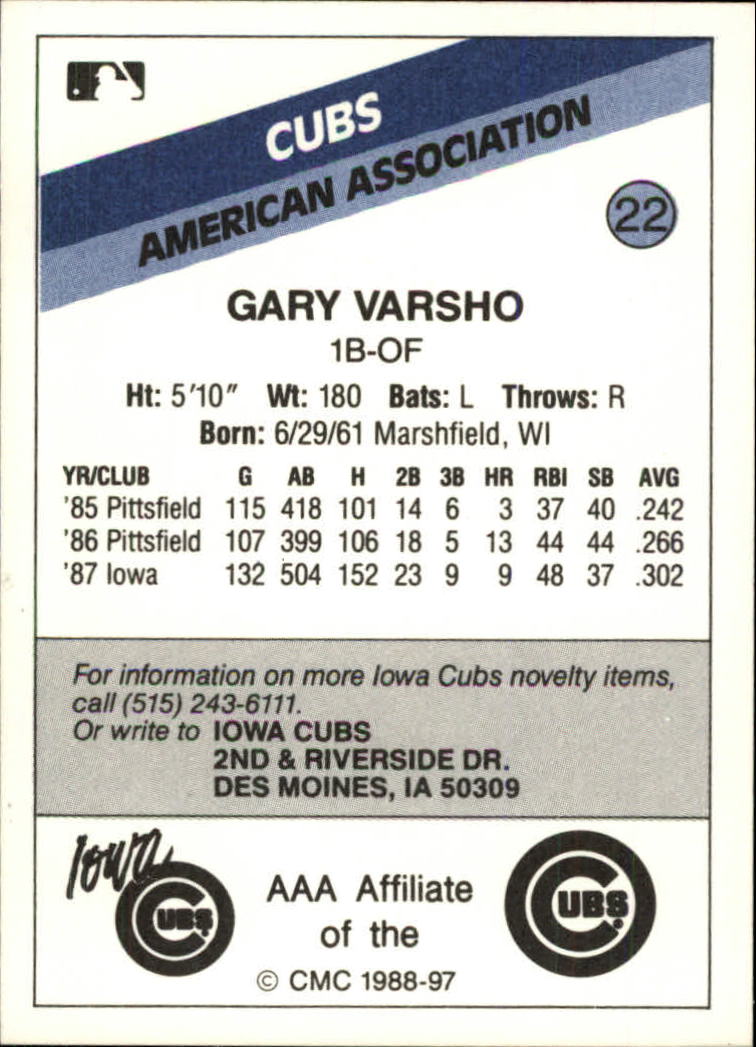 CUBS
AMERICAN ASSOCIATION
22
GARY VARSHO
1B-OF
Ht: 5'10" Wt: 180 Bats: L Throws: R
Born: 6/29/61 Marshfield, WI
YR/CLUB G AB H 2B 3B HR RBI SB AVG
'85 Pittsfield 115 418 101 14 6 3 37 40 .242
'86 Pittsfield 107 399 106 18 5 13 44 44 .266
'87 Iowa 132 504 152 23 9 9 48 37 .302
For information on more Iowa Cubs novelty items,
call (515) 243-6111.
Or write to IOWA CUBS
2ND & RIVERSIDE DR.
DES MOINES, IA 50309
Iowa
CUBS
AAA Affiliate
of the
CUBS
© CMC 1988-97